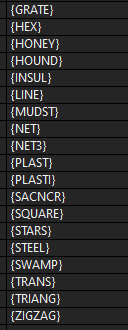 {GRATE}
{HEX}
{HONEY}
{HOUND}
{INSUL}
{LINE}
{MUDST}
{NET}
{NET3}
{PLAST}
{PLASTI}
{SACNCR}
{SQUARE}
{STARS}
{STEEL}
{SWAMP}
{TRANS}
{TRIANG}
{ZIGZAG}